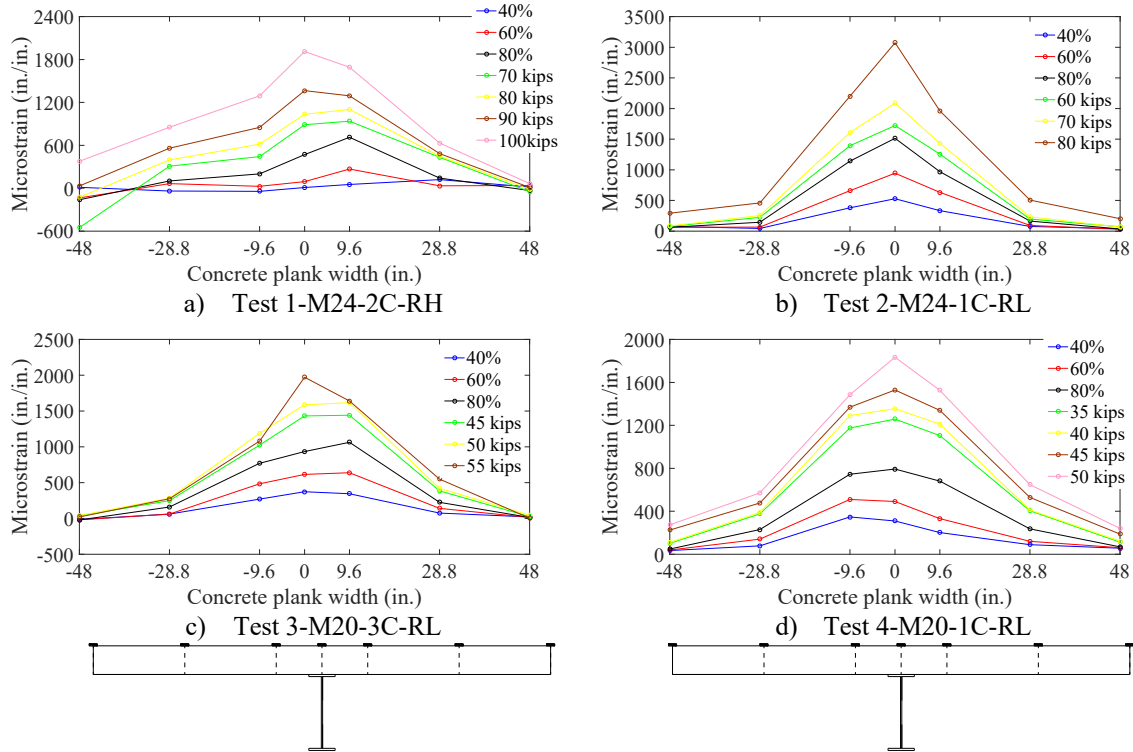 2400
1800
1200
600
0
-600
Microstrain (in./in.)
40%
60%
80%
70 kips
80 kips
90 kips
100kips
-48 -28.8 -9.6 0 9.6 28.8 48
Concrete plank width (in.)
a) Test 1-M24-2C-RH
3500
3000
2500
2000
1500
1000
500
0
Microstrain (in./in.)
40%
60%
80%
60 kips
70 kips
80 kips
-48 -28.8 -9.6 0 9.6 28.8 48
Concrete plank width (in.)
b) Test 2-M24-1C-RL
2500
2000
1500
1000
500
0
-500
Microstrain (in./in.)
40%
60%
80%
45 kips
50 kips
55 kips
-48 -28.8 -9.6 0 9.6 28.8 48
Concrete plank width (in.)
c) Test 3-M20-3C-RL
2000
1600
1200
800
400
0
Microstrain (in./in.)
40%
60%
80%
35 kips
40 kips
45 kips
50 kips
-48 -28.8 -9.6 0 9.6 28.8 48
Concrete plank width (in.)
d) Test 4-M20-1C-RL